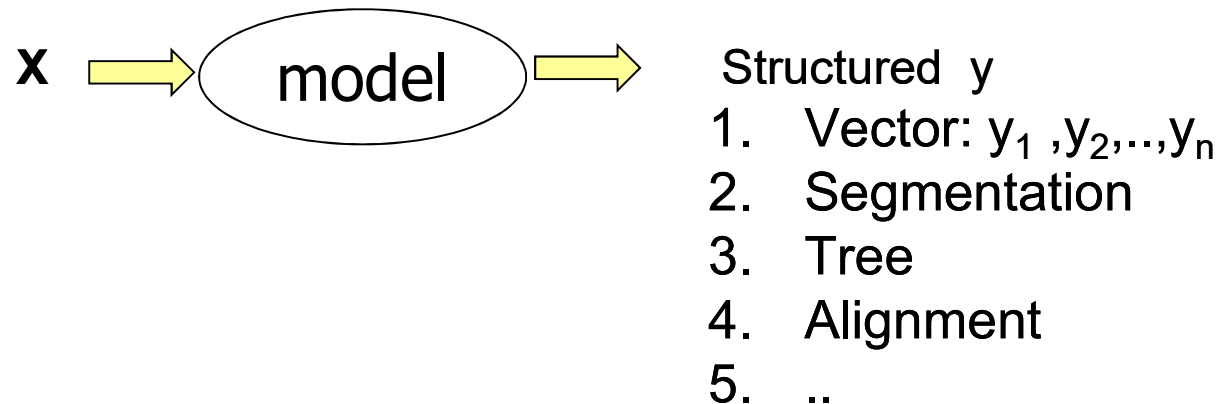 x
model
Structured y
1. Vector: y₁ ,y₂,..,yₙ
2. Segmentation
3. Tree
4. Alignment
5. ..